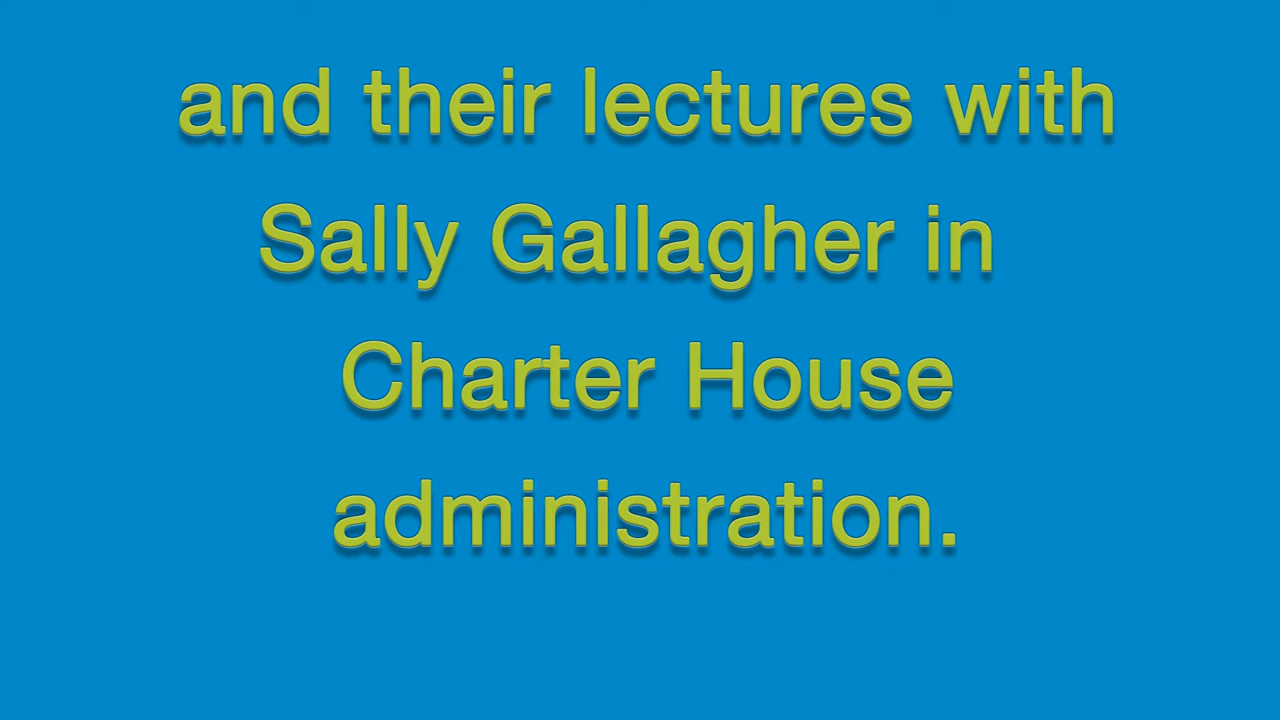 and their lectures with
Sally Gallagher in
Charter House
administration.